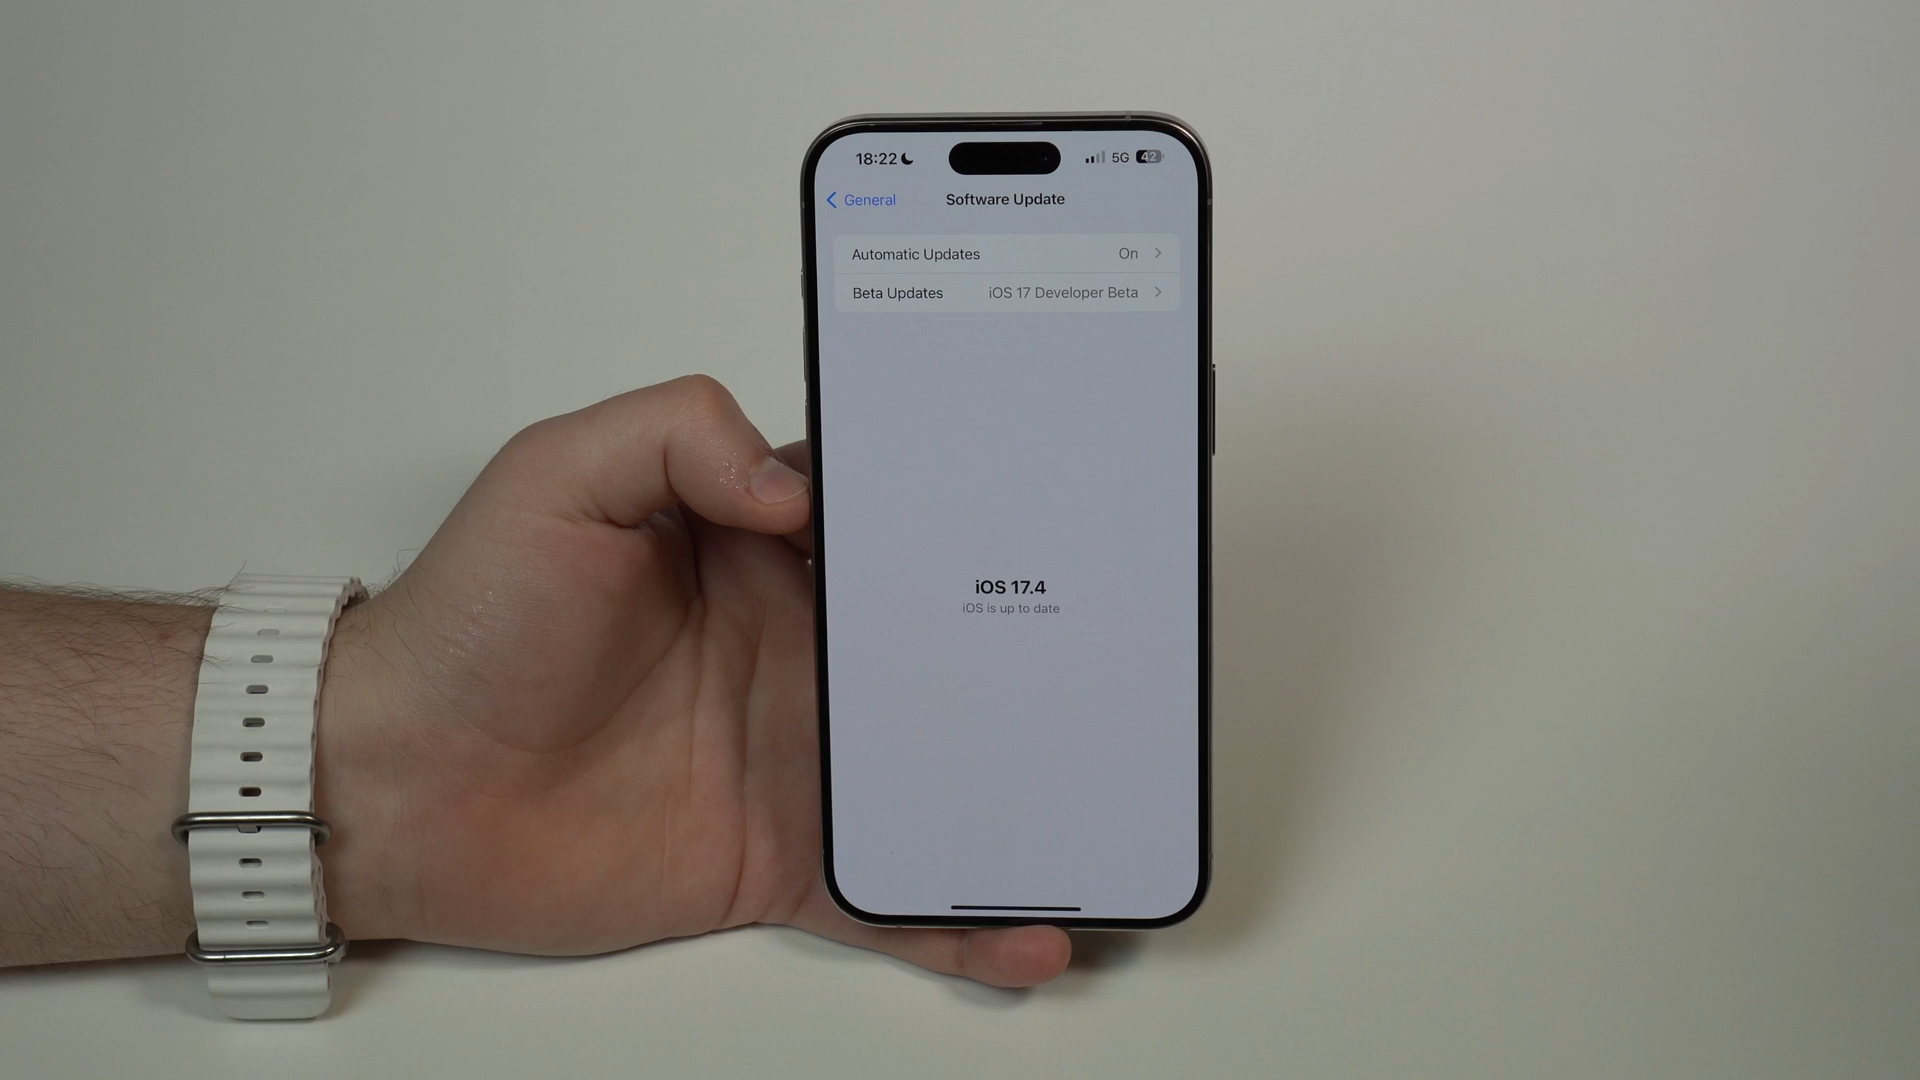 18:22 5G 42
General Software Update
Automatic Updates On
Beta Updates iOS 17 Developer Beta
iOS 17.4
iOS is up to date